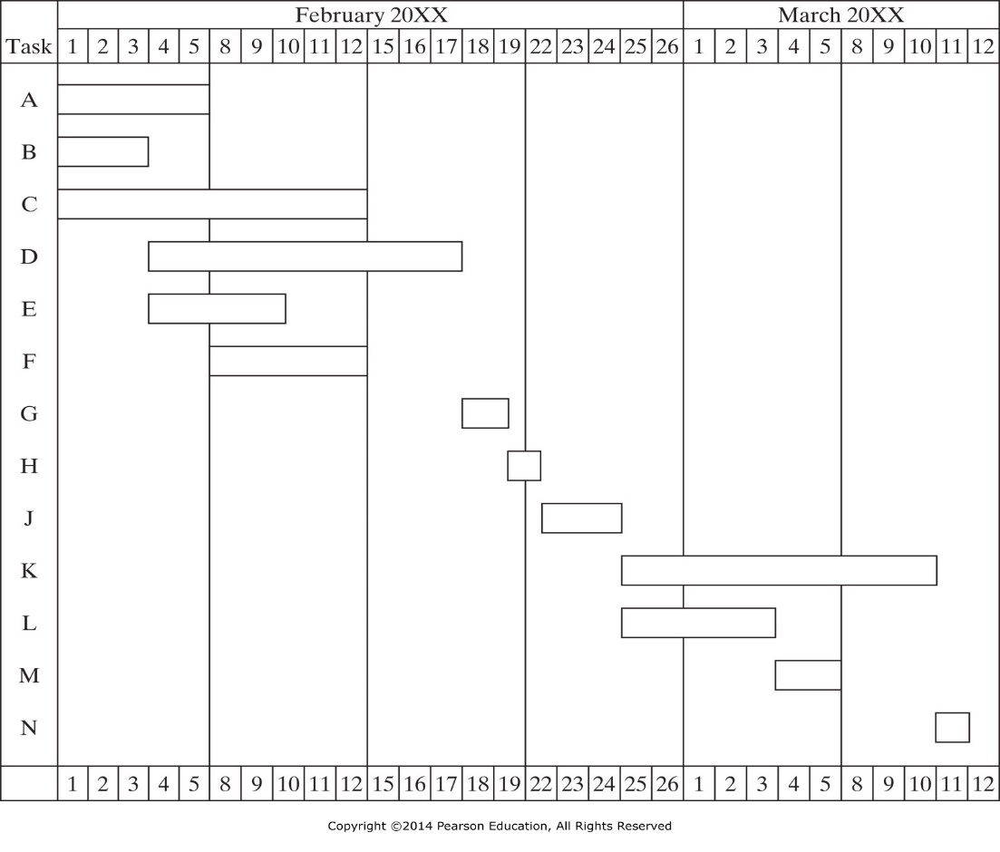 February 20XX March 20XX
Task 1 2 3 4 5 8 9 10 11 12 15 16 17 18 19 22 23 24 25 26 1 2 3 4 5 8 9 10 11 12
A
B
C
D
E
F
G
H
J
K
L
M
N
1 2 3 4 5 8 9 10 11 12 15 16 17 18 19 22 23 24 25 26 1 2 3 4 5 8 9 10 11 12
Copyright ©2014 Pearson Education, All Rights Reserved